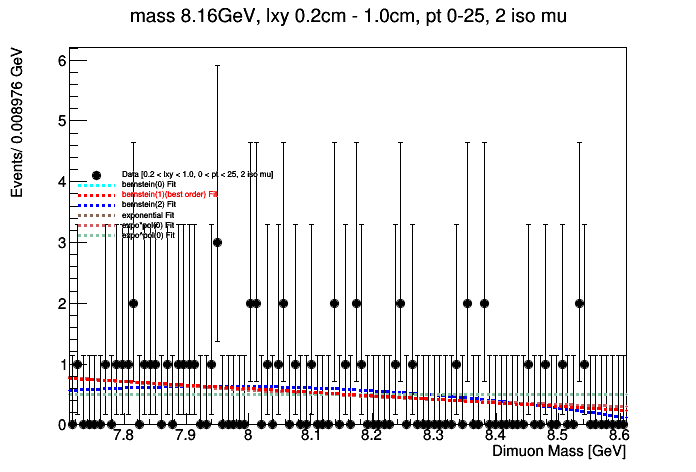 mass 8.16GeV, lxy 0.2cm - 1.0cm, pt 0-25, 2 iso mu
Events/ 0.008976 GeV
6
5
4
3
2
1
0
Data [0.2 < lxy < 1.0, 0 < pt < 25, 2 iso mu]
bernstein(0) Fit
bernstein(1)(best order) Fit
bernstein(2) Fit
exponential Fit
expo*pol(0) Fit
expo*pol(0) Fit
7.8 7.9 8 8.1 8.2 8.3 8.4 8.5 8.6
Dimuon Mass [GeV]